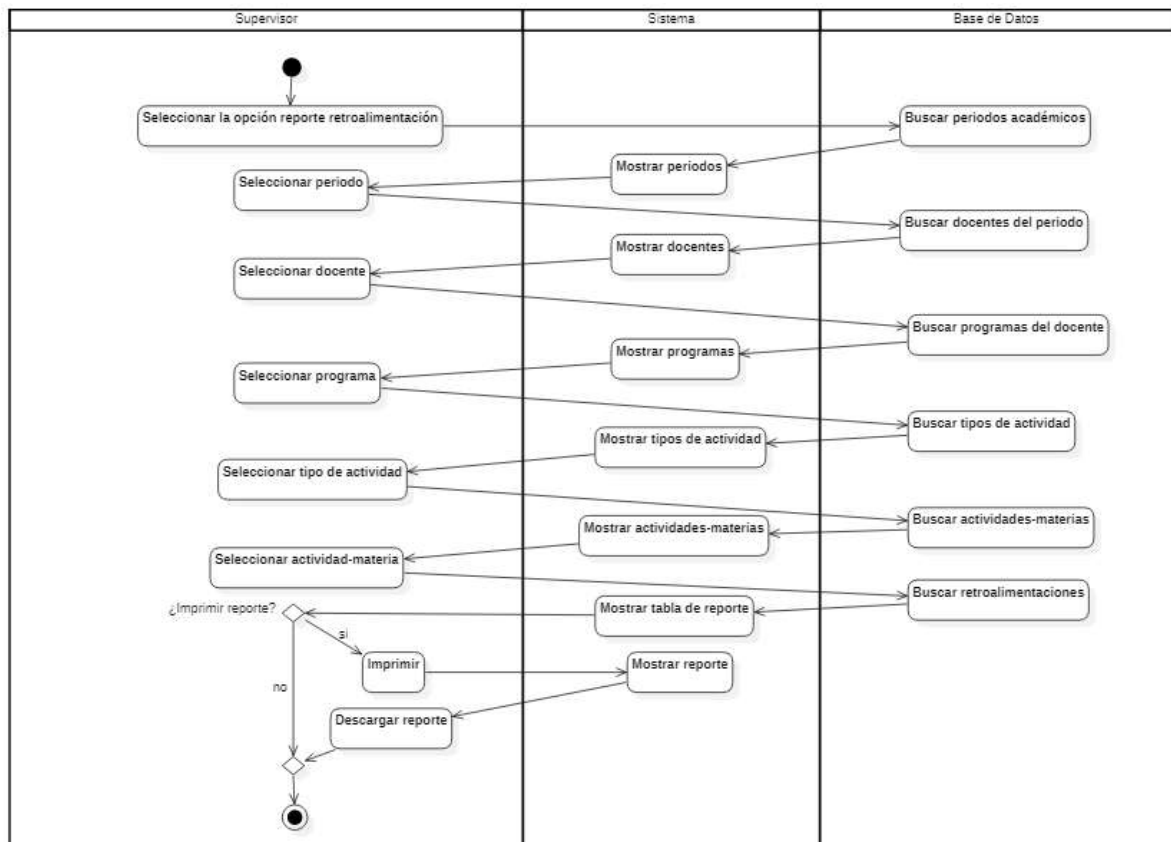 Supervisor
Sistema
Base de Datos
Seleccionar la opción reporte retroalimentación
Buscar periodos académicos
Mostrar periodos
Seleccionar periodo
Buscar docentes del periodo
Mostrar docentes
Seleccionar docente
Buscar programas del docente
Mostrar programas
Seleccionar programa
Buscar tipos de actividad
Mostrar tipos de actividad
Seleccionar tipo de actividad
Buscar actividades-materias
Mostrar actividades-materias
Seleccionar actividad-materia
Buscar retroalimentaciones
Mostrar tabla de reporte
¿Imprimir reporte?
si
Imprimir
Mostrar reporte
no
Descargar reporte